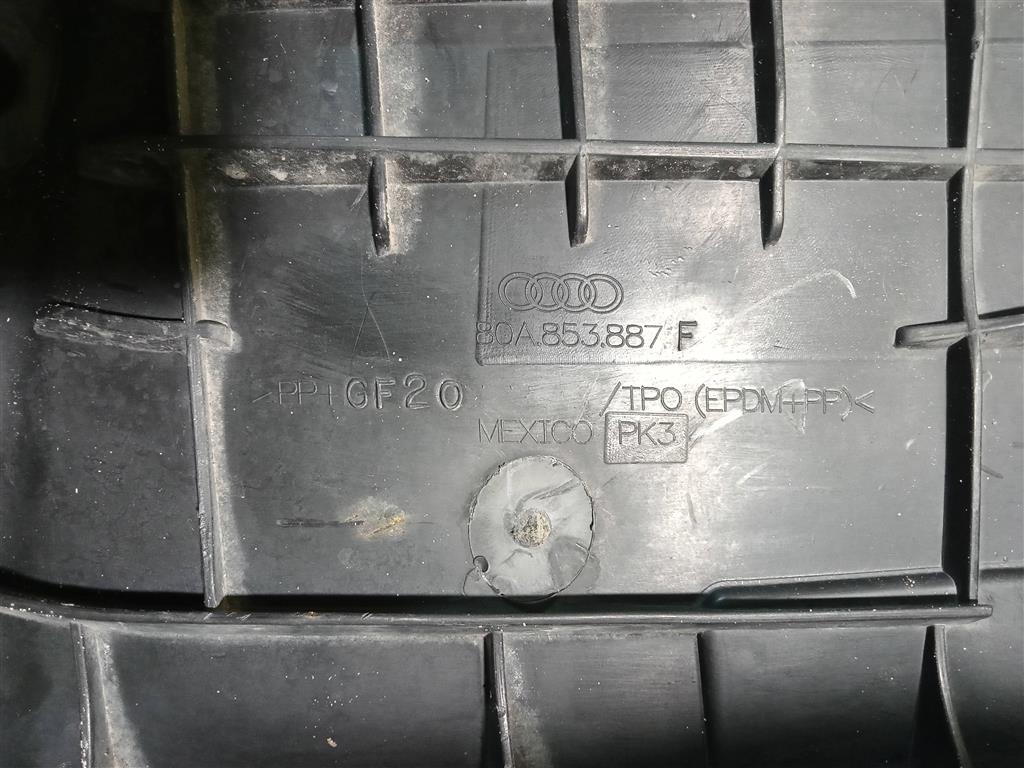 80A.853.887 F
>PP+GF20 /TPO (EPDM+PP)<
MEXICO PK3